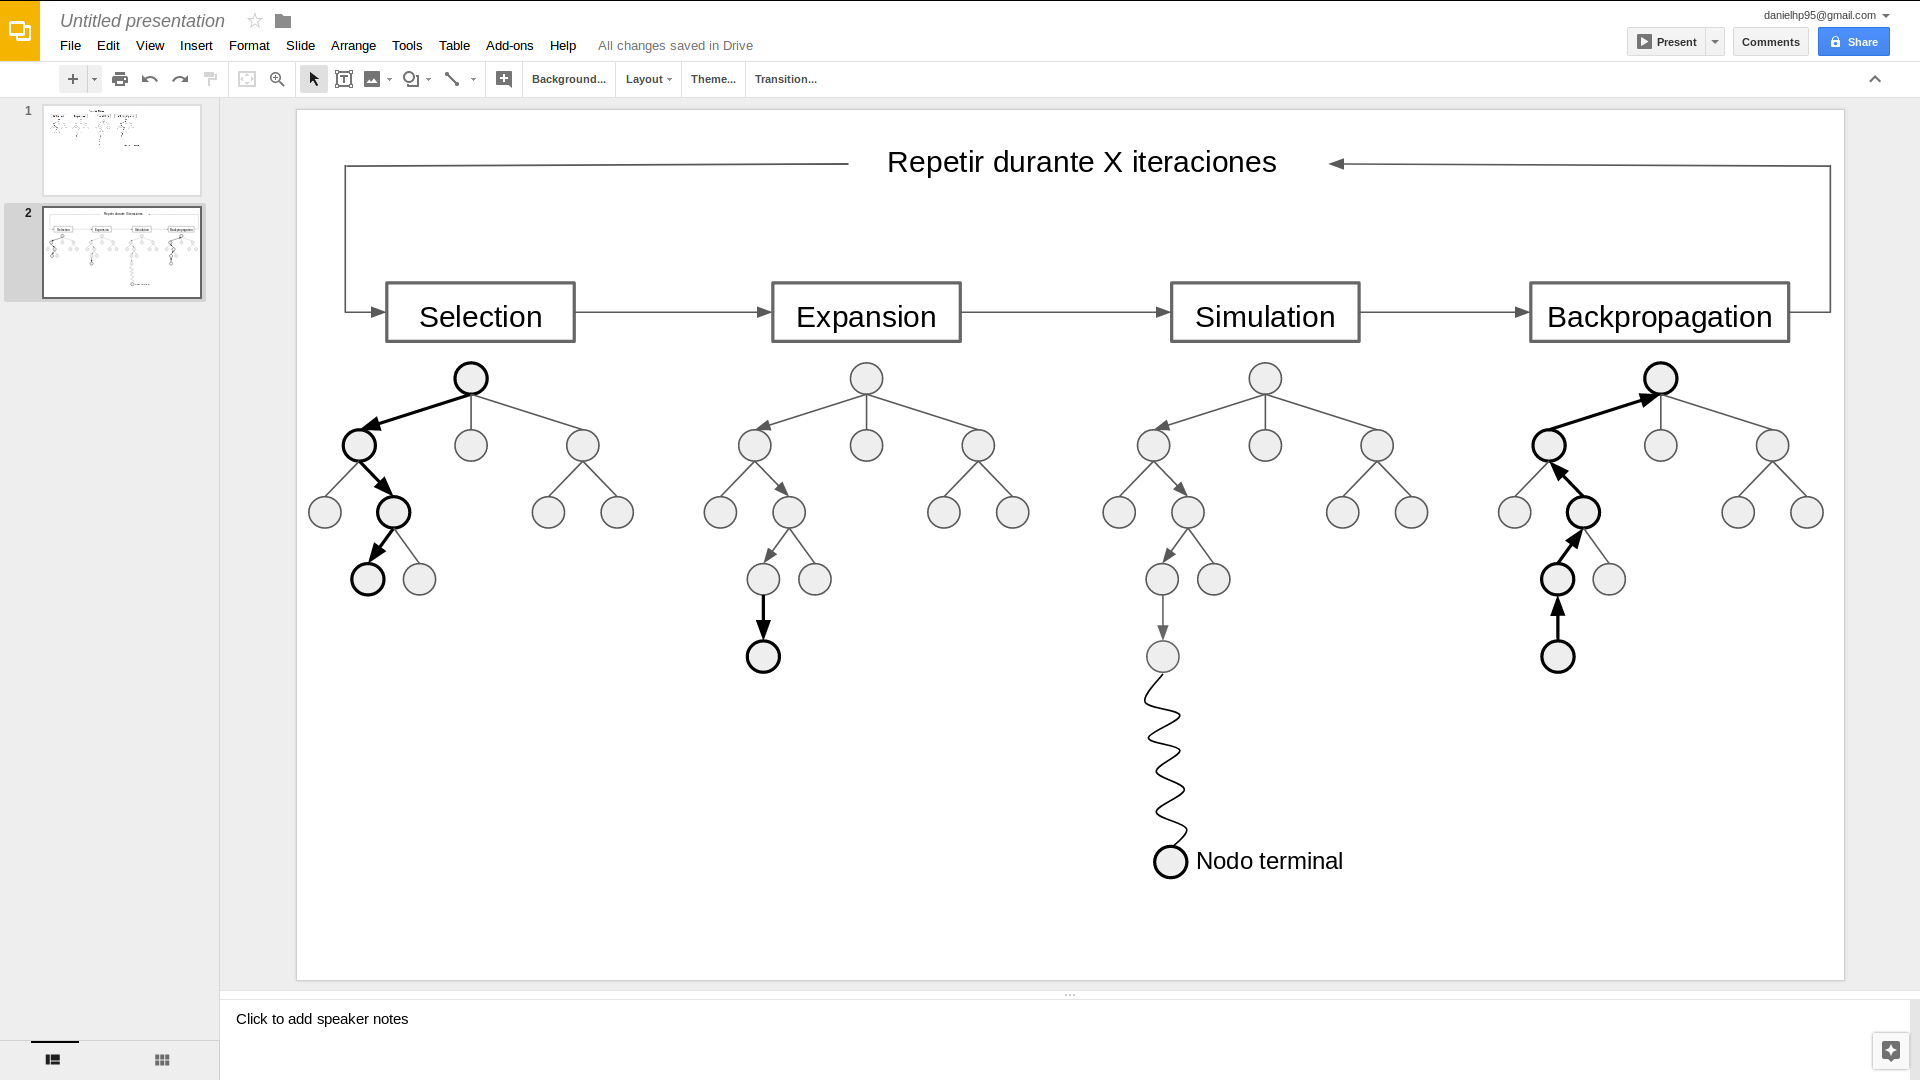 Untitled presentation
danielhp95@gmail.com
File Edit View Insert Format Slide Arrange Tools Table Add-ons Help All changes saved in Drive
Present Comments Share
Background... Layout Theme... Transition...
1
2
Repetir durante X iteraciones
Selection Expansion Simulation Backpropagation
Nodo terminal
Click to add speaker notes